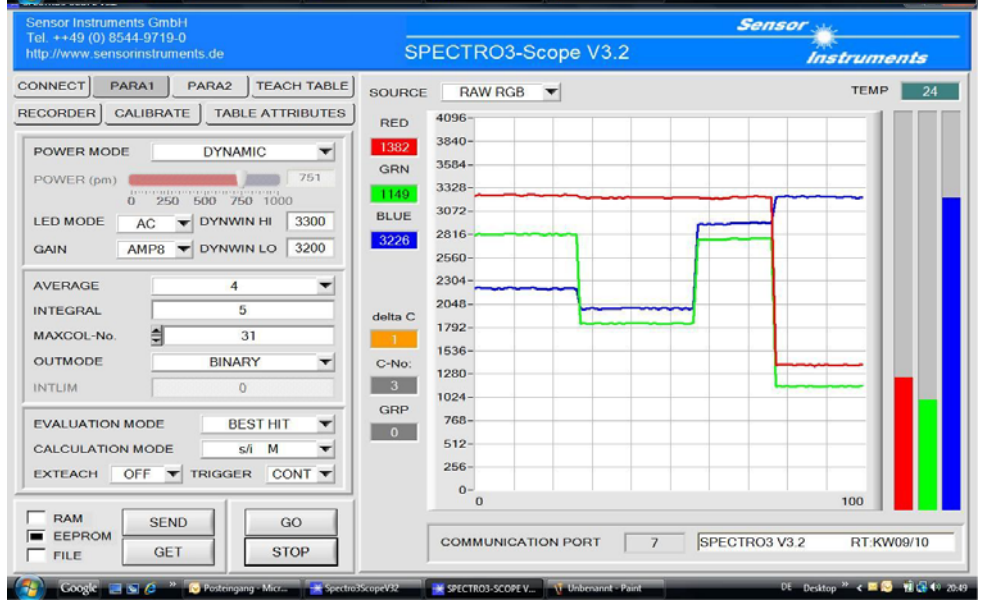 Sensor Instruments GmbH
Tel. ++49 (0) 8544-9719-0
http://www.sensorinstruments.de
SPECTRO3-Scope V3.2
Sensor
Instruments
CONNECT PARA1 PARA2 TEACH TABLE
RECORDER CALIBRATE TABLE ATTRIBUTES
POWER MODE DYNAMIC
POWER (pm) 751
0 250 500 750 1000
LED MODE AC DYNWIN HI 3300
GAIN AMP8 DYNWIN LO 3200
AVERAGE 4
INTEGRAL 5
MAXCOL-No. 31
OUTMODE BINARY
INTLIM 0
EVALUATION MODE BEST HIT
CALCULATION MODE s/i M
EXTEACH OFF TRIGGER CONT
RAM
EEPROM
FILE
SEND GO
GET STOP
SOURCE RAW RGB TEMP 24
RED
1382
GRN
1149
BLUE
3226
delta C
1
C-No:
3
GRP
0
4096
3840
3584
3328
3072
2816
2560
2304
2048
1792
1536
1280
1024
768
512
256
0
0 100
COMMUNICATION PORT 7 SPECTRO3 V3.2 RT:KW09/10
Google » Posteingang - Micr... Spectro3ScopeV32 SPECTRO3-SCOPE V... Unbenannt - Paint DE Desktop » 20:49